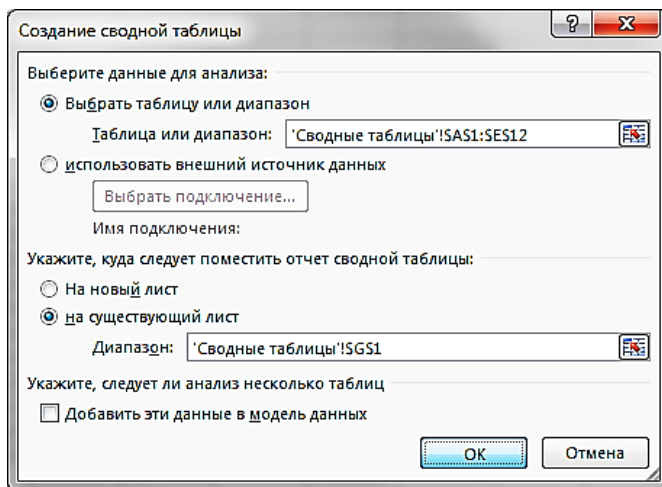 Создание сводной таблицы
Выберите данные для анализа:
Выбрать таблицу или диапазон
Таблица или диапазон: 'Сводные таблицы'!$A$1:$E$12
использовать внешний источник данных
Выбрать подключение...
Имя подключения:
Укажите, куда следует поместить отчет сводной таблицы:
На новый лист
на существующий лист
Диапазон: 'Сводные таблицы'!$G$1
Укажите, следует ли анализ несколько таблиц
Добавить эти данные в модель данных
ОК Отмена